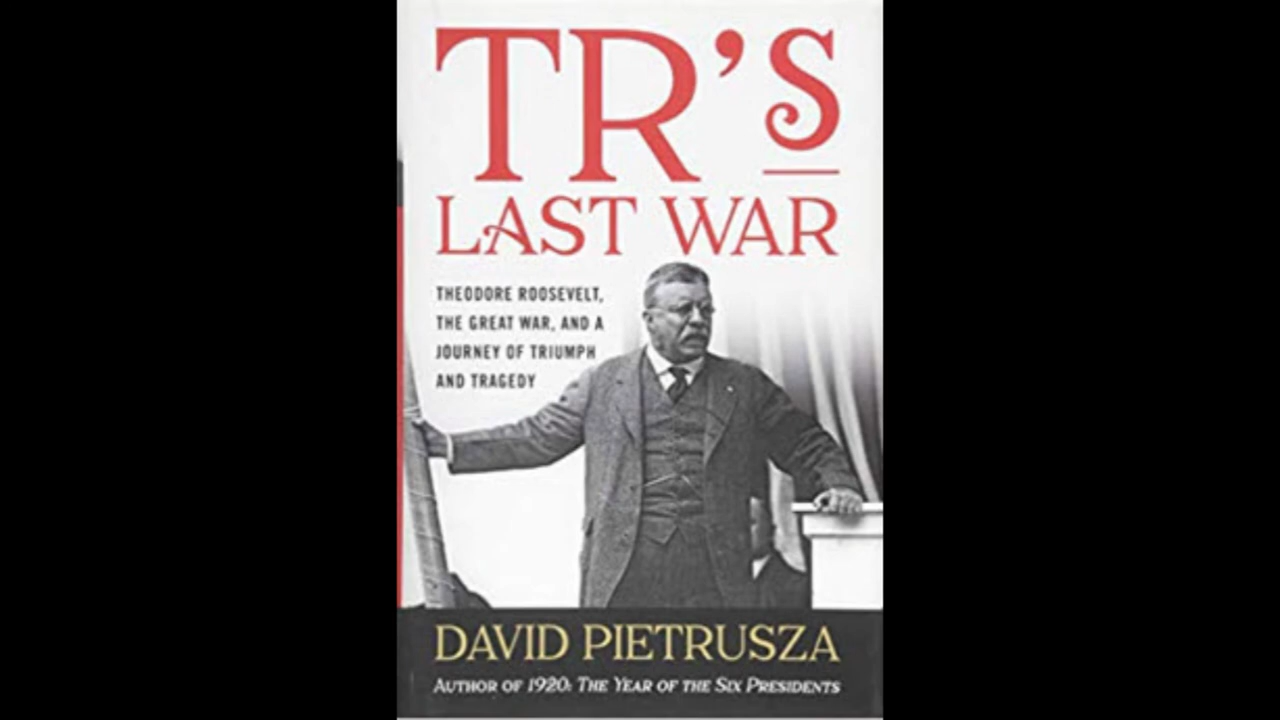 TR's
LAST WAR
THEODORE ROOSEVELT,
THE GREAT WAR, AND A
JOURNEY OF TRIUMPH
AND TRAGEDY
DAVID PIETRUSZA
AUTHOR OF 1920: THE YEAR OF THE SIX PRESIDENTS